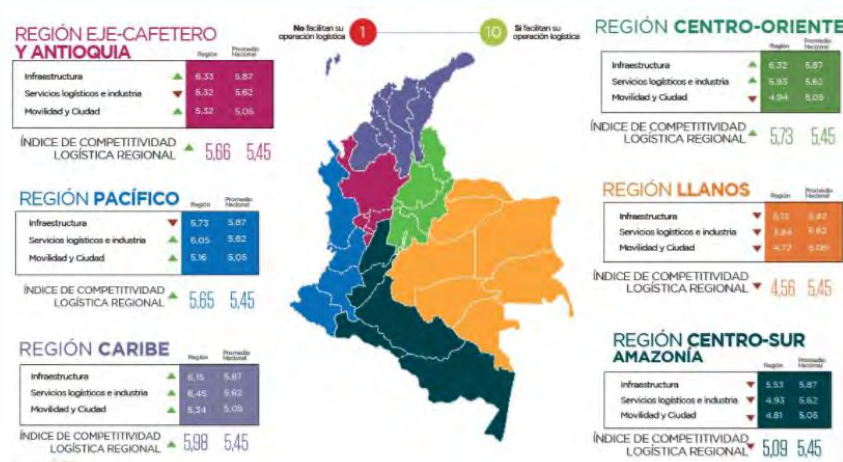 No facilitan su operación logística
1
10
Si facilitan su operación logística
REGIÓN EJE-CAFETERO
Y ANTIOQUIA
Región Promedio Nacional
Infraestructura 6,33 5,87
Servicios logísticos e industria 5,32 5,62
Movilidad y Ciudad 5,32 5,05
ÍNDICE DE COMPETITIVIDAD
LOGÍSTICA REGIONAL 5,66 5,45
REGIÓN PACÍFICO
Región Promedio Nacional
Infraestructura 5,73 5,87
Servicios logísticos e industria 6,05 5,62
Movilidad y Ciudad 5,16 5,05
ÍNDICE DE COMPETITIVIDAD
LOGÍSTICA REGIONAL 5,65 5,45
REGIÓN CARIBE
Región Promedio Nacional
Infraestructura 6,15 5,87
Servicios logísticos e industria 6,45 5,62
Movilidad y Ciudad 5,34 5,05
ÍNDICE DE COMPETITIVIDAD
LOGÍSTICA REGIONAL 5,98 5,45
REGIÓN CENTRO-ORIENTE
Región Promedio Nacional
Infraestructura 6,32 5,87
Servicios logísticos e industria 5,93 5,62
Movilidad y Ciudad 4,94 5,05
ÍNDICE DE COMPETITIVIDAD
LOGÍSTICA REGIONAL 5,73 5,45
REGIÓN LLANOS
Región Promedio Nacional
Infraestructura 5,87
Servicios logísticos e industria 3,84 5,62
Movilidad y Ciudad 4,72 5,05
ÍNDICE DE COMPETITIVIDAD
LOGÍSTICA REGIONAL 4,56 5,45
REGIÓN CENTRO-SUR
AMAZONÍA
Región Promedio Nacional
Infraestructura 5,53 5,87
Servicios logísticos e industria 4,93 5,62
Movilidad y Ciudad 4,81 5,05
ÍNDICE DE COMPETITIVIDAD
LOGÍSTICA REGIONAL 5,09 5,45